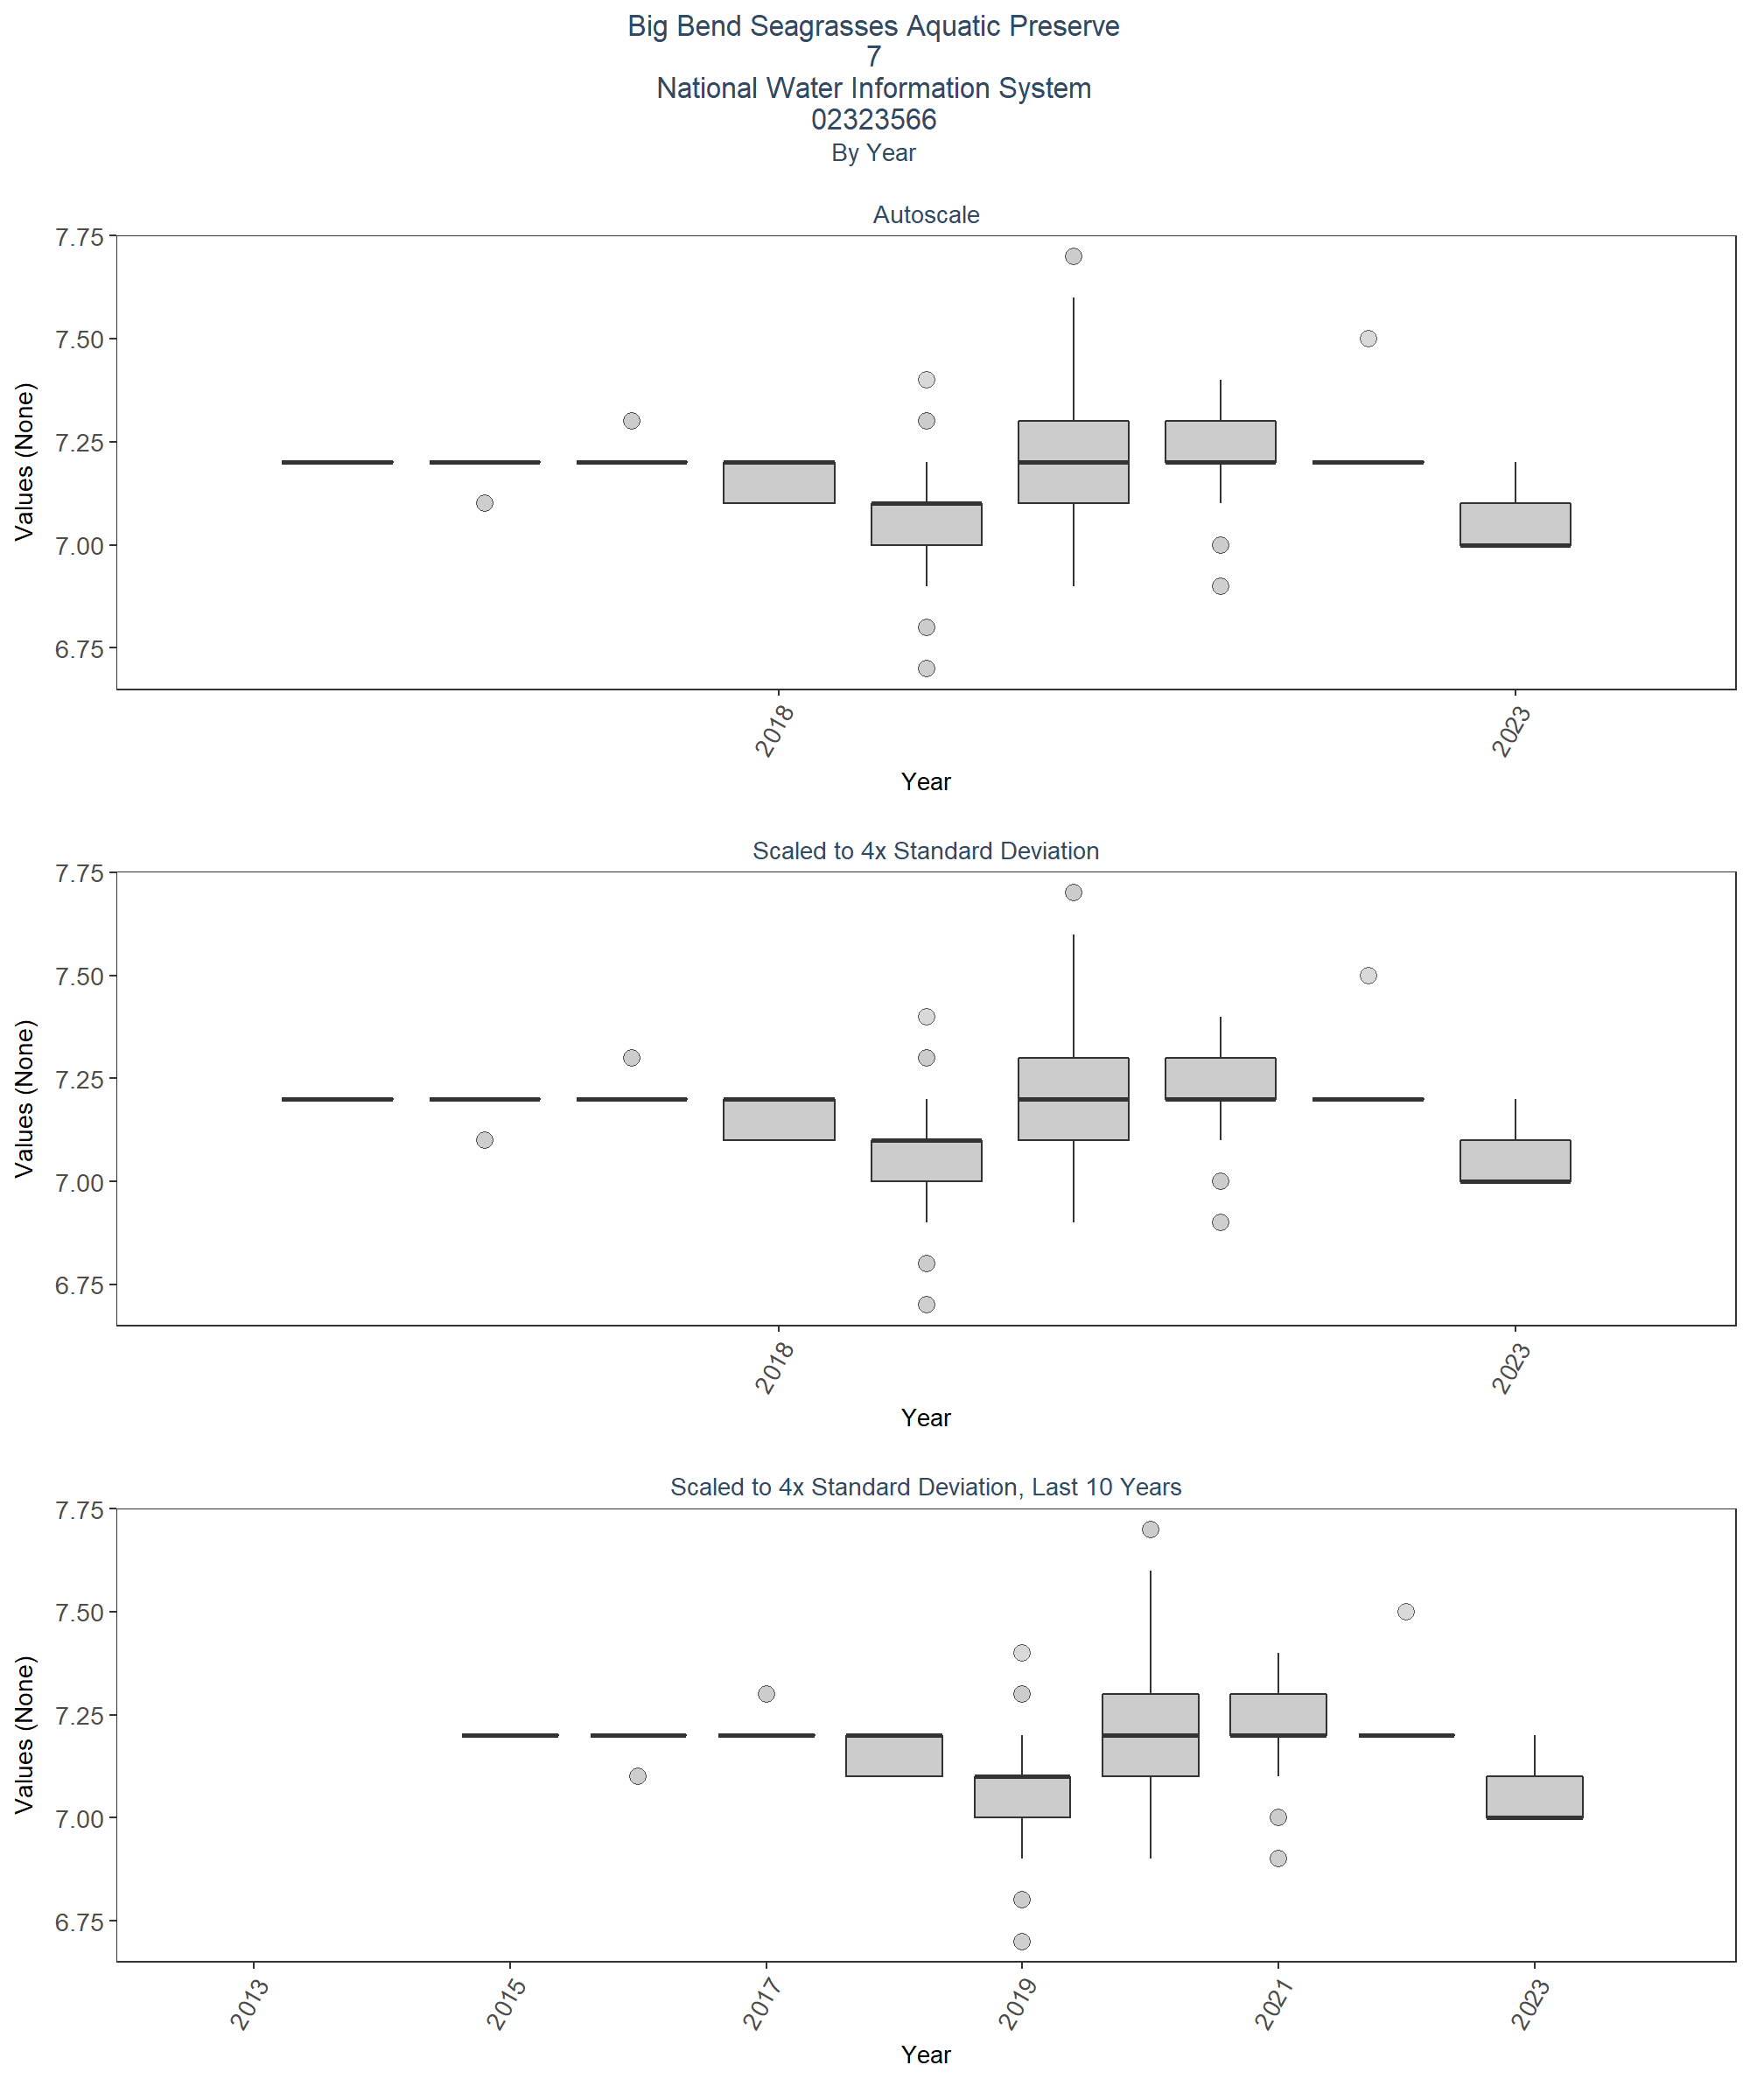 Big Bend Seagrasses Aquatic Preserve
7
National Water Information System
02323566
By Year
Autoscale
Values (None)
7.75
7.50
7.25
7.00
6.75
2018
2023
Year
Scaled to 4x Standard Deviation
Values (None)
7.75
7.50
7.25
7.00
6.75
2018
2023
Year
Scaled to 4x Standard Deviation, Last 10 Years
Values (None)
7.75
7.50
7.25
7.00
6.75
2013
2015
2017
2019
2021
2023
Year